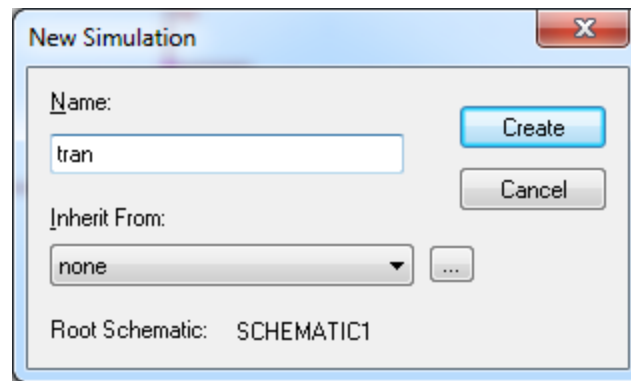 New Simulation
Name:
Create
tran
Cancel
Inherit From:
none
...
Root Schematic: SCHEMATIC1